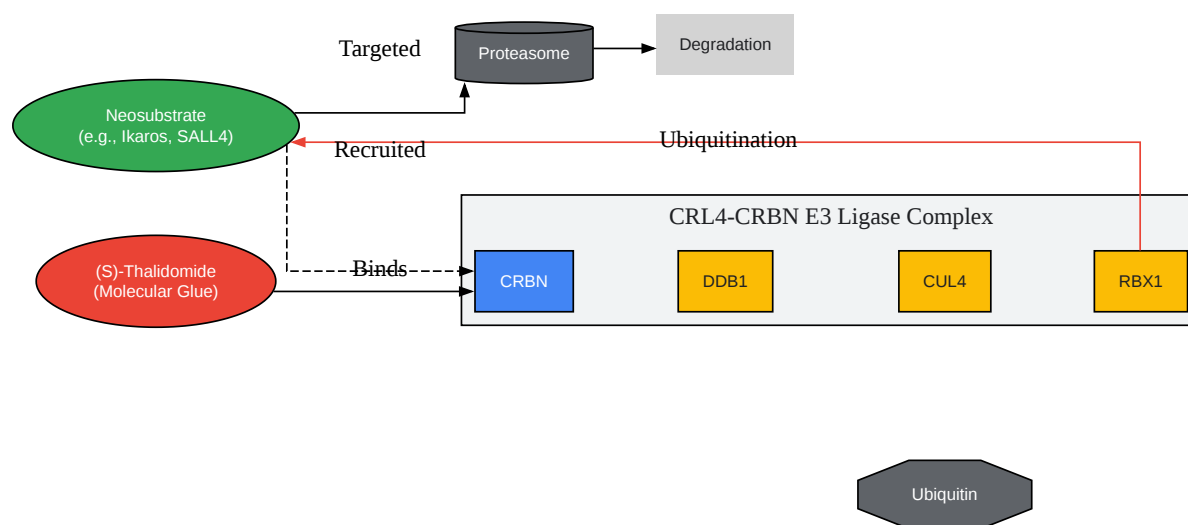 Targeted
Proteasome
Degradation
Neosubstrate
(e.g., Ikaros, SALL4)
Recruited
Ubiquitination
CRL4-CRBN E3 Ligase Complex
(S)-Thalidomide
(Molecular Glue)
Binds
CRBN
DDB1
CUL4
RBX1
Ubiquitin